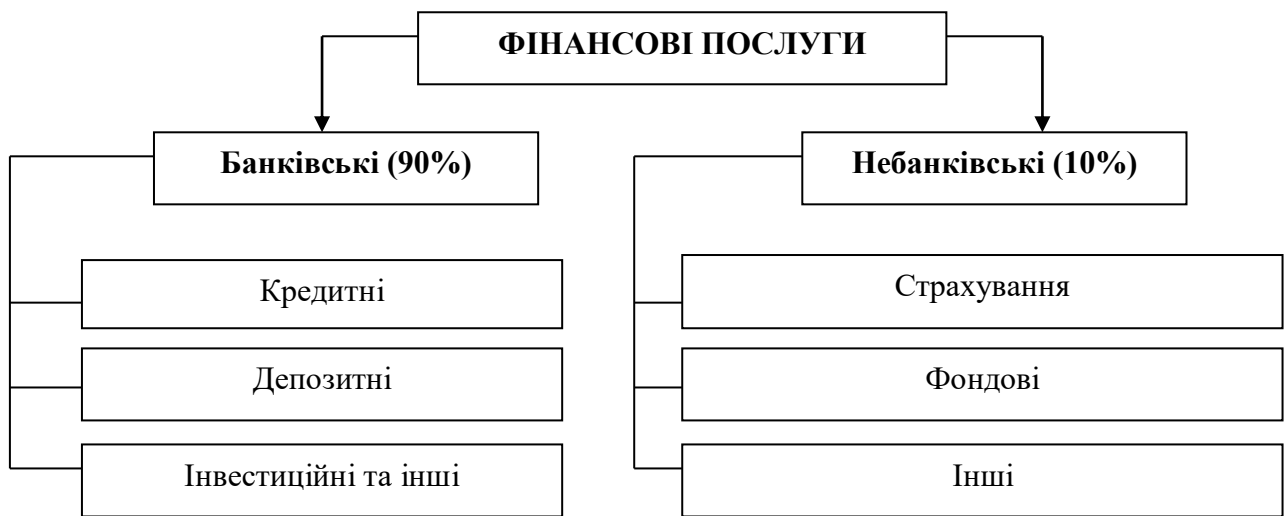 ФІНАНСОВІ ПОСЛУГИ
Банківські (90%)
Кредитні
Депозитні
Інвестиційні та інші
Небанківські (10%)
Страхування
Фондові
Інші